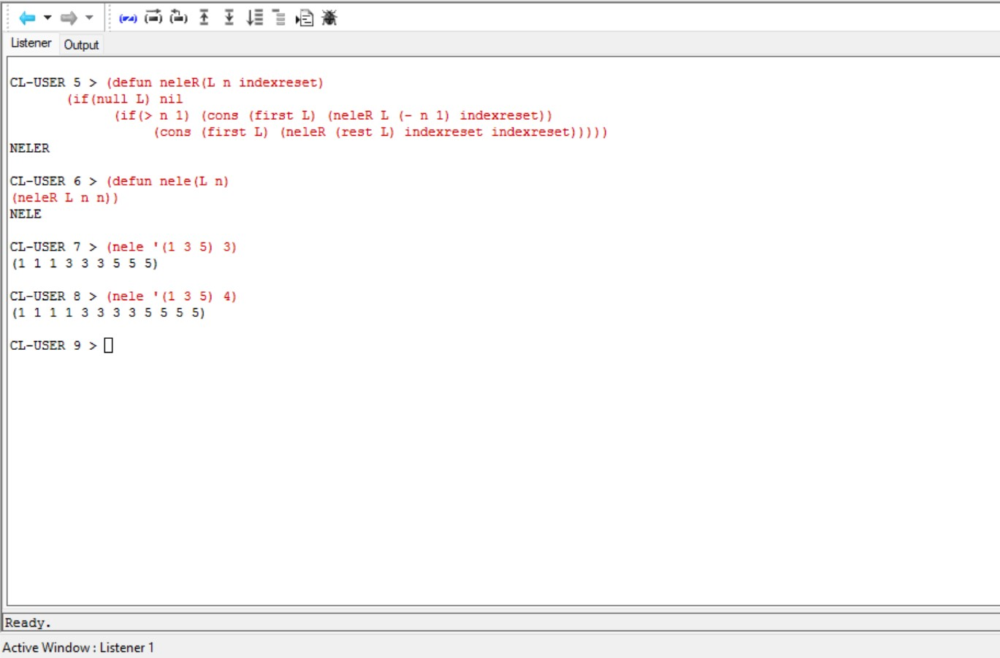 Listener Output
CL-USER 5 > (defun neleR(L n indexreset)
(if(null L) nil
(if(> n 1) (cons (first L) (neleR L (- n 1) indexreset))
(cons (first L) (neleR (rest L) indexreset indexreset)))))
NELER
CL-USER 6 > (defun nele(L n)
(neleR L n n))
NELE
CL-USER 7 > (nele '(1 3 5) 3)
(1 1 1 3 3 3 5 5 5)
CL-USER 8 > (nele '(1 3 5) 4)
(1 1 1 1 3 3 3 3 5 5 5 5)
CL-USER 9 >
Ready.
Active Window : Listener 1